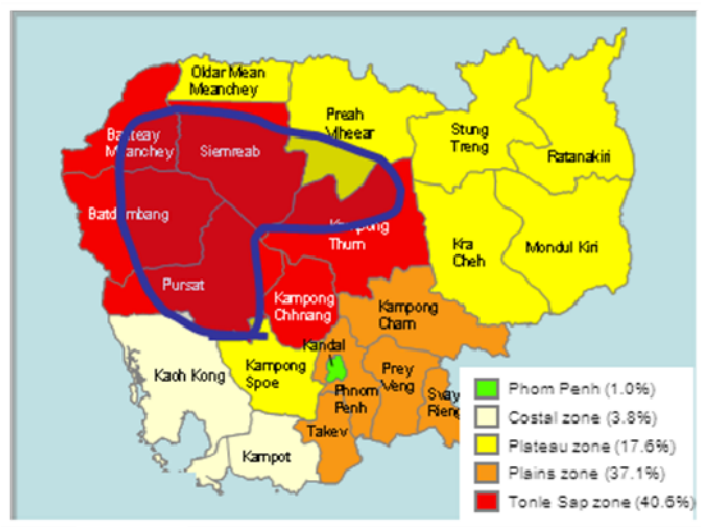 Oldar Mean
Meanchey
Preah
Viheear
Banteay
Meanchey
Siemreab
Stung
Treng
Ratanakiri
Batdambang
Kampong
Thum
Kra
Cheh
Mondul Kiri
Pursat
Kampong
Chhnang
Kampong
Cham
Kandal
Kaoh Kong
Kampong
Spoe
Prey
Veng
Phnom
Penh
Svay
Rieng
Takev
Kampot
Phom Penh (1.0%)
Costal zone (3.8%)
Plateau zone (17.6%)
Plains zone (37.1%)
Tonle Sap zone (40.6%)